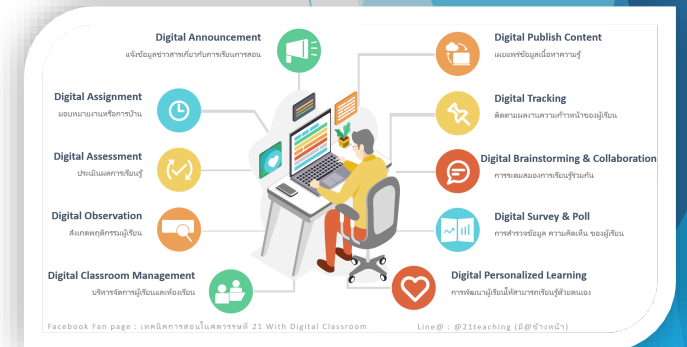 Digital Announcement
แจ้งข้อมูลข่าวสารเกี่ยวกับการเรียนการสอน
Digital Assignment
มอบหมายงานหรือการบ้าน
Digital Assessment
ประเมินผลการเรียนรู้
Digital Observation
สังเกตพฤติกรรมผู้เรียน
Digital Classroom Management
บริหารจัดการผู้เรียนและห้องเรียน
Digital Publish Content
เผยแพร่ข้อมูลเนื้อหาความรู้
Digital Tracking
ติดตามผลงานความก้าวหน้าของผู้เรียน
Digital Brainstorming & Collaboration
การระดมสมองการเรียนรู้ร่วมกัน
Digital Survey & Poll
การสำรวจข้อมูล ความคิดเห็น ของผู้เรียน
Digital Personalized Learning
การพัฒนาผู้เรียนให้สามารถเรียนรู้ด้วยตนเอง
Facebook Fan page : เทคนิคการสอนในศตวรรษที่ 21 With Digital Classroom
Line@ : @21teaching (มี@ข้างหน้า)